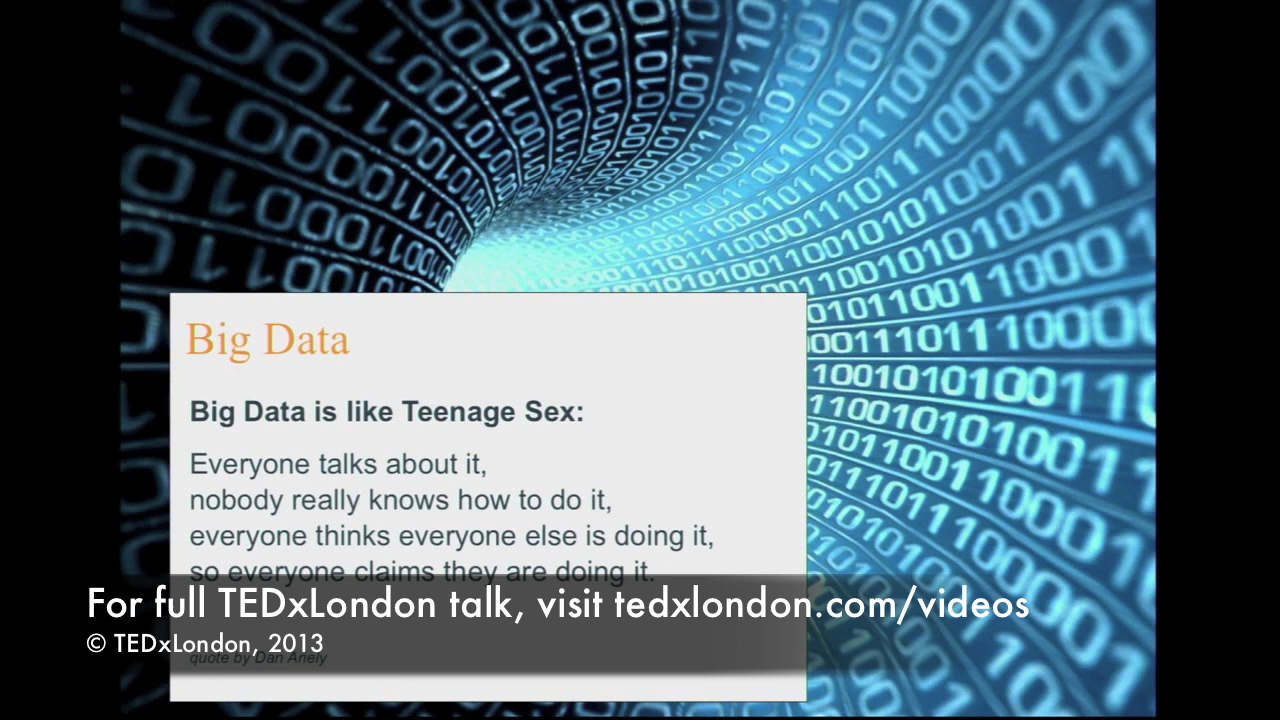 Big Data
Big Data is like Teenage Sex:
Everyone talks about it,
nobody really knows how to do it,
everyone thinks everyone else is doing it,
so everyone claims they are doing it.
For full TEDxLondon talk, visit tedxlondon.com/videos
© TEDxLondon, 2013
quote by Dan Ariely